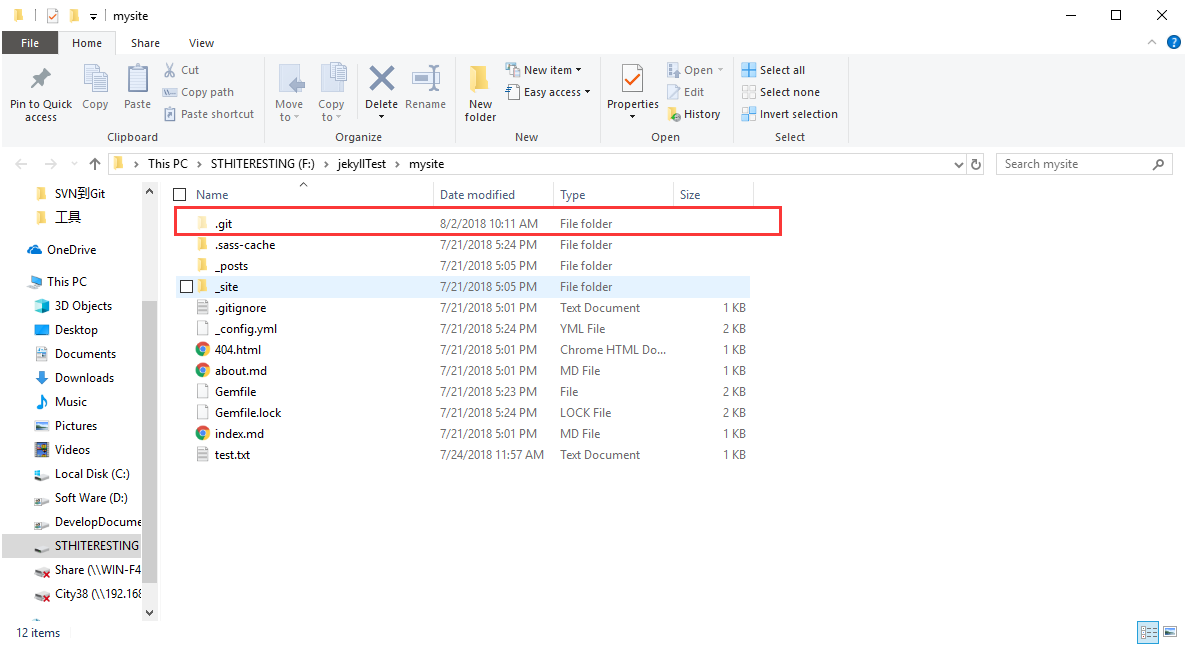 mysite
File Home Share View
Pin to Quick access
Copy
Paste
Cut
Copy path
Paste shortcut
Clipboard
Move to
Copy to
Delete
Rename
Organize
New folder
New item
Easy access
New
Properties
Open
Edit
History
Open
Select all
Select none
Invert selection
Select
This PC > STHITERESTING (F:) > jekyllTest > mysite
Search mysite
SVN到Git
工具
OneDrive
This PC
3D Objects
Desktop
Documents
Downloads
Music
Pictures
Videos
Local Disk (C:)
Soft Ware (D:)
DevelopDocume
STHITERESTING
Share (\\WIN-F4
City38 (\\192.168
Name Date modified Type Size
.git 8/2/2018 10:11 AM File folder
.sass-cache 7/21/2018 5:24 PM File folder
_posts 7/21/2018 5:05 PM File folder
_site 7/21/2018 5:05 PM File folder
.gitignore 7/21/2018 5:01 PM Text Document 1 KB
_config.yml 7/21/2018 5:24 PM YML File 2 KB
404.html 7/21/2018 5:01 PM Chrome HTML Do... 1 KB
about.md 7/21/2018 5:01 PM MD File 1 KB
Gemfile 7/21/2018 5:23 PM File 2 KB
Gemfile.lock 7/21/2018 5:24 PM LOCK File 2 KB
index.md 7/21/2018 5:01 PM MD File 1 KB
test.txt 7/24/2018 11:57 AM Text Document 1 KB
12 items